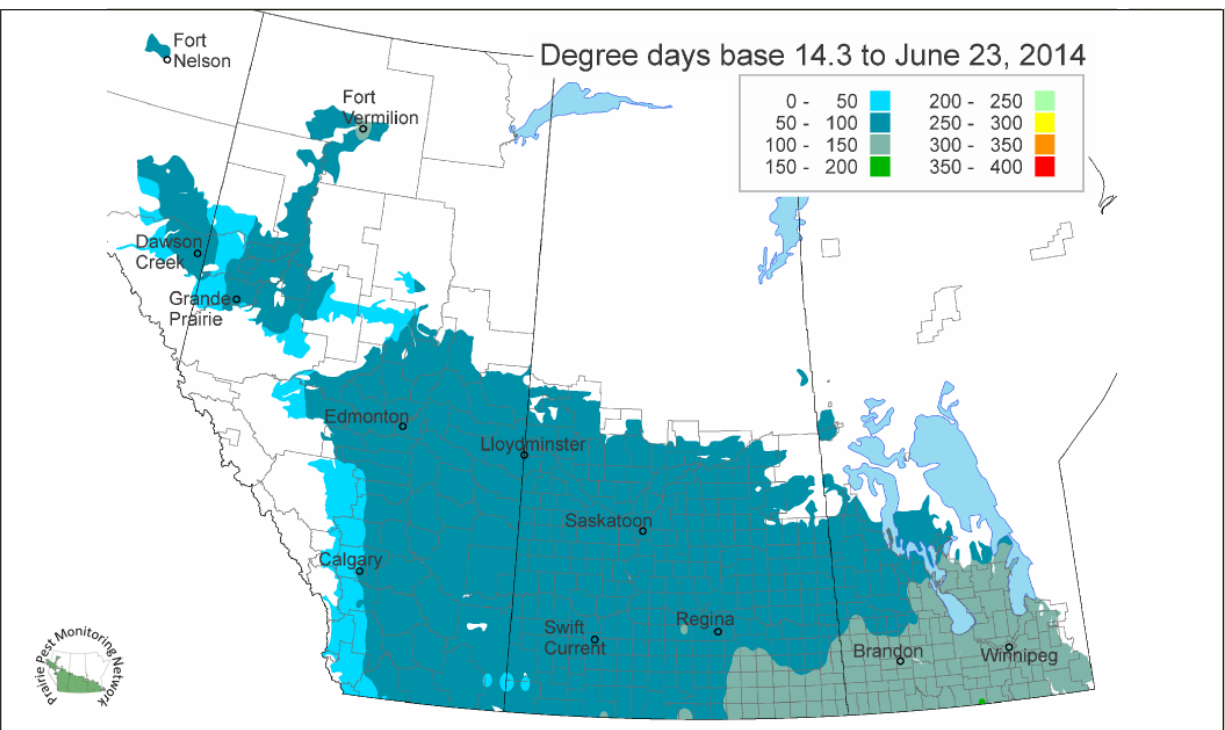 Degree days base 14.3 to June 23, 2014
0 - 50
50 - 100
100 - 150
150 - 200
200 - 250
250 - 300
300 - 350
350 - 400
Fort
Nelson
Fort
Vermilion
Dawson
Creek
Grande
Prairie
Edmonton
Lloydminster
Saskatoon
Calgary
Swift
Current
Regina
Brandon
Winnipeg
Prairie Pest Monitoring Network